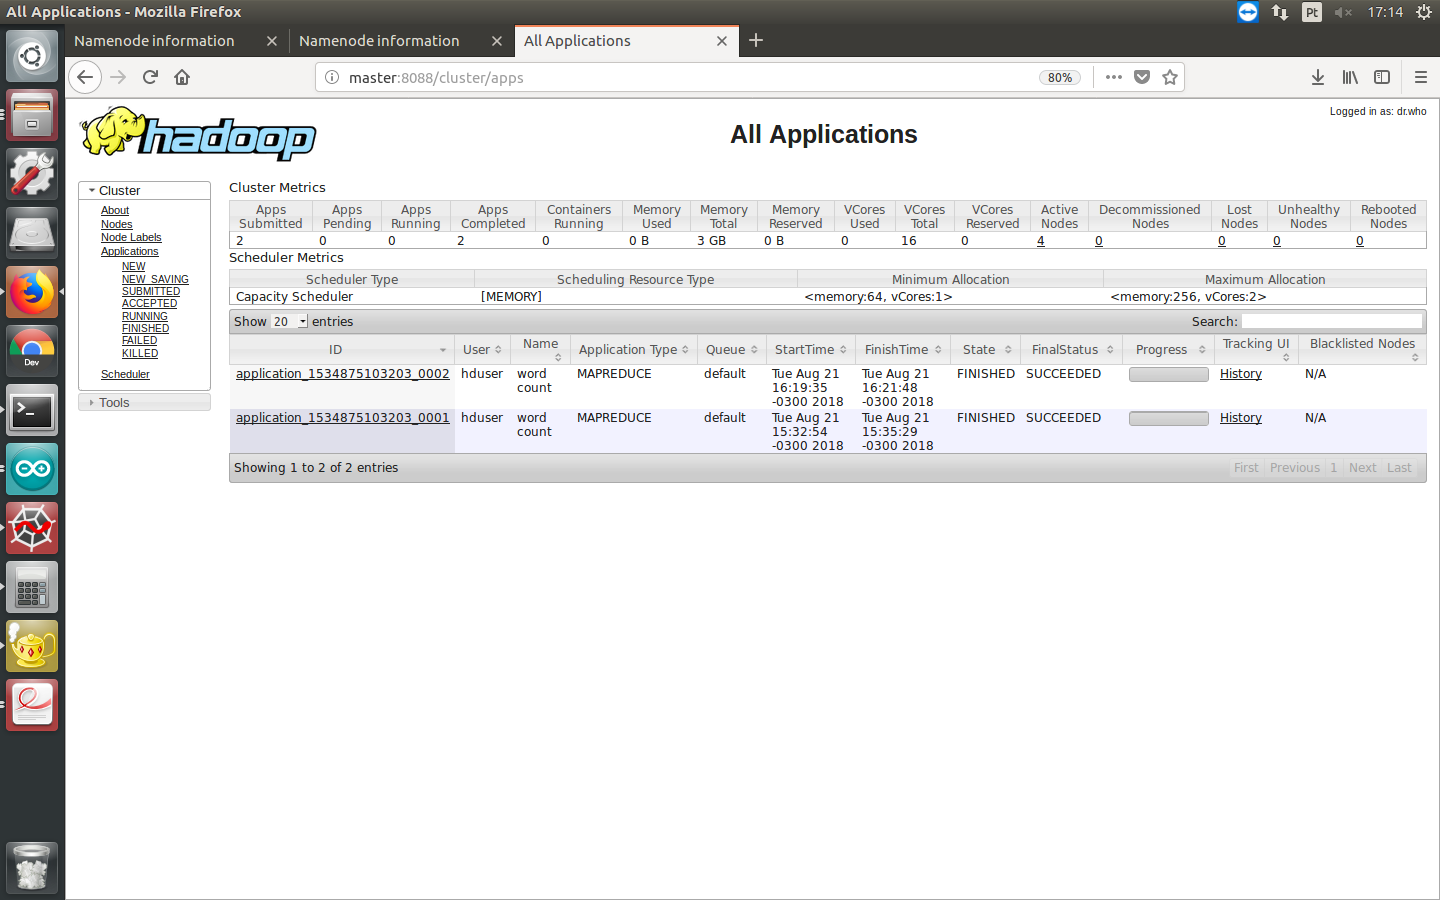 All Applications - Mozilla Firefox
Pt
17:14
Namenode information
Namenode information
All Applications
master:8088/cluster/apps
80%
hadoop
All Applications
Logged in as: dr.who
Cluster
About
Nodes
Node Labels
Applications
NEW
NEW_SAVING
SUBMITTED
ACCEPTED
RUNNING
FINISHED
FAILED
KILLED
Scheduler
Tools
Cluster Metrics
Apps Submitted Apps Pending Apps Running Apps Completed Containers Running Memory Used Memory Total Memory Reserved VCores Used VCores Total VCores Reserved Active Nodes Decommissioned Nodes Lost Nodes Unhealthy Nodes Rebooted Nodes
2 0 0 2 0 0 B 3 GB 0 B 0 16 0 4 0 0 0 0
Scheduler Metrics
Scheduler Type Scheduling Resource Type Minimum Allocation Maximum Allocation
Capacity Scheduler [MEMORY] <memory:64, vCores:1> <memory:256, vCores:2>
Show 20 entries Search:
ID User Name Application Type Queue StartTime FinishTime State FinalStatus Progress Tracking UI Blacklisted Nodes
application_1534875103203_0002 hduser word count MAPREDUCE default Tue Aug 21 16:19:35 -0300 2018 Tue Aug 21 16:21:48 -0300 2018 FINISHED SUCCEEDED History N/A
application_1534875103203_0001 hduser word count MAPREDUCE default Tue Aug 21 15:32:54 -0300 2018 Tue Aug 21 15:35:29 -0300 2018 FINISHED SUCCEEDED History N/A
Showing 1 to 2 of 2 entries First Previous 1 Next Last
Dev